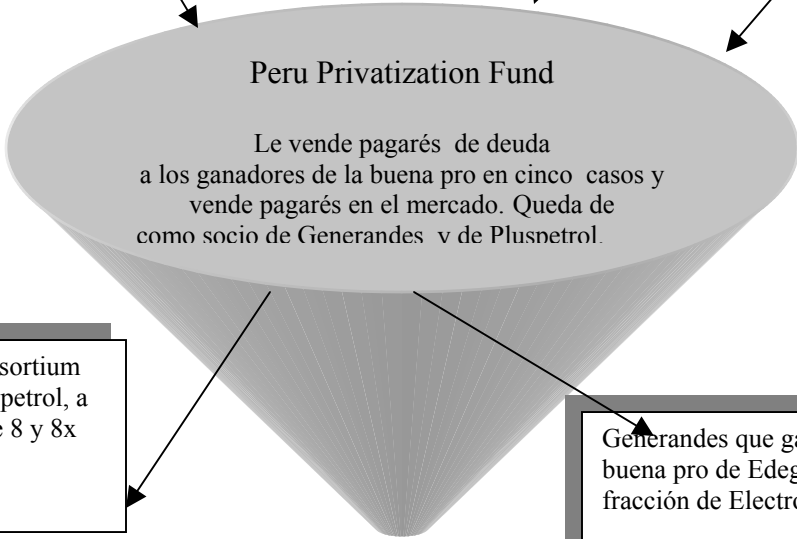 Peru Privatization Fund
Le vende pagarés de deuda
a los ganadores de la buena pro en cinco casos y
vende pagarés en el mercado. Queda de
como socio de Generandes y de Pluspetrol.
sortium
petrol, a
e 8 y 8x
Generandes que ga
buena pro de Edeg
fracción de Electro